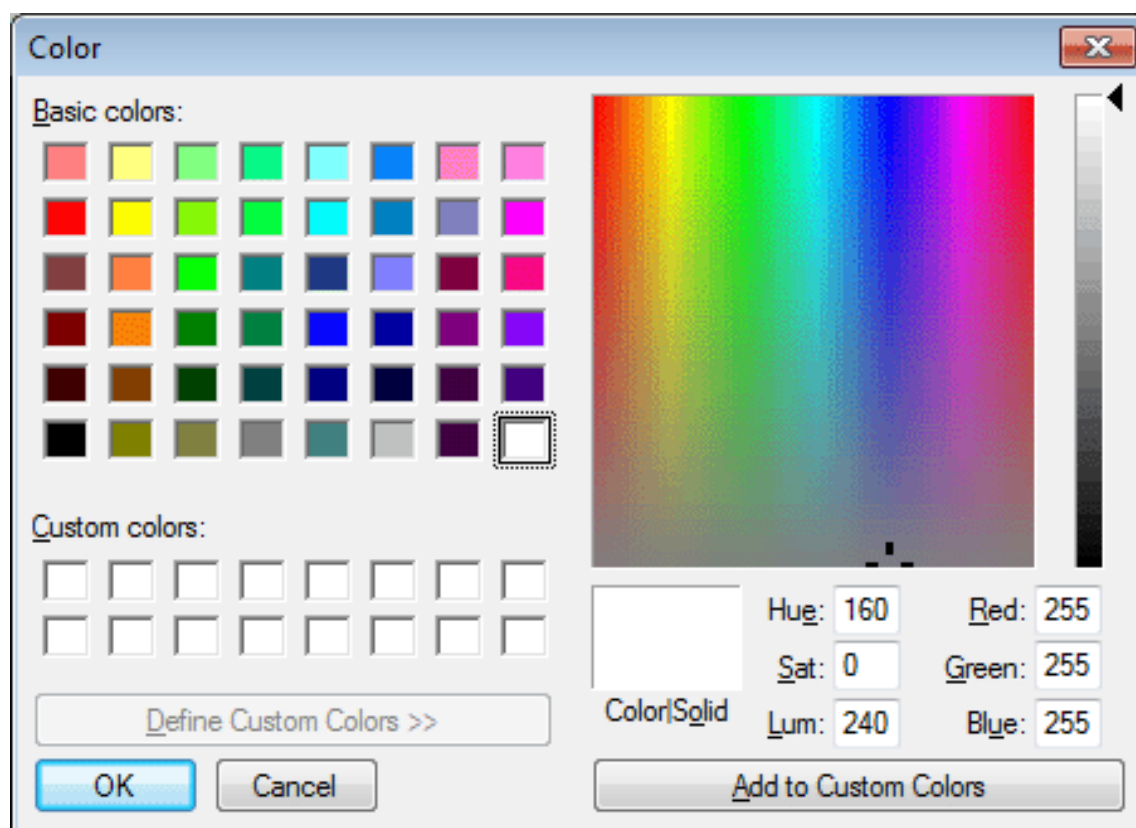 Color
Basic colors:
Custom colors:
Define Custom Colors >>
OK
Cancel
Color|Solid
Hue: 160
Sat: 0
Lum: 240
Red: 255
Green: 255
Blue: 255
Add to Custom Colors